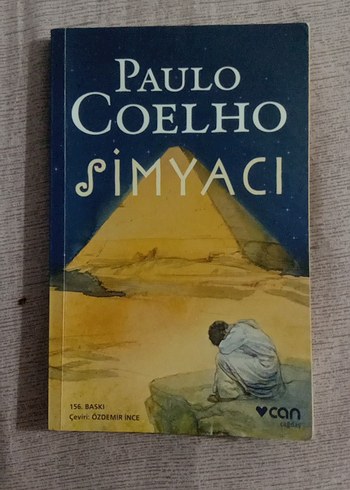 PAULO
COELHO
SİMYACI
156. BASKI
Çeviri: ÖZDEMİR İNCE
can